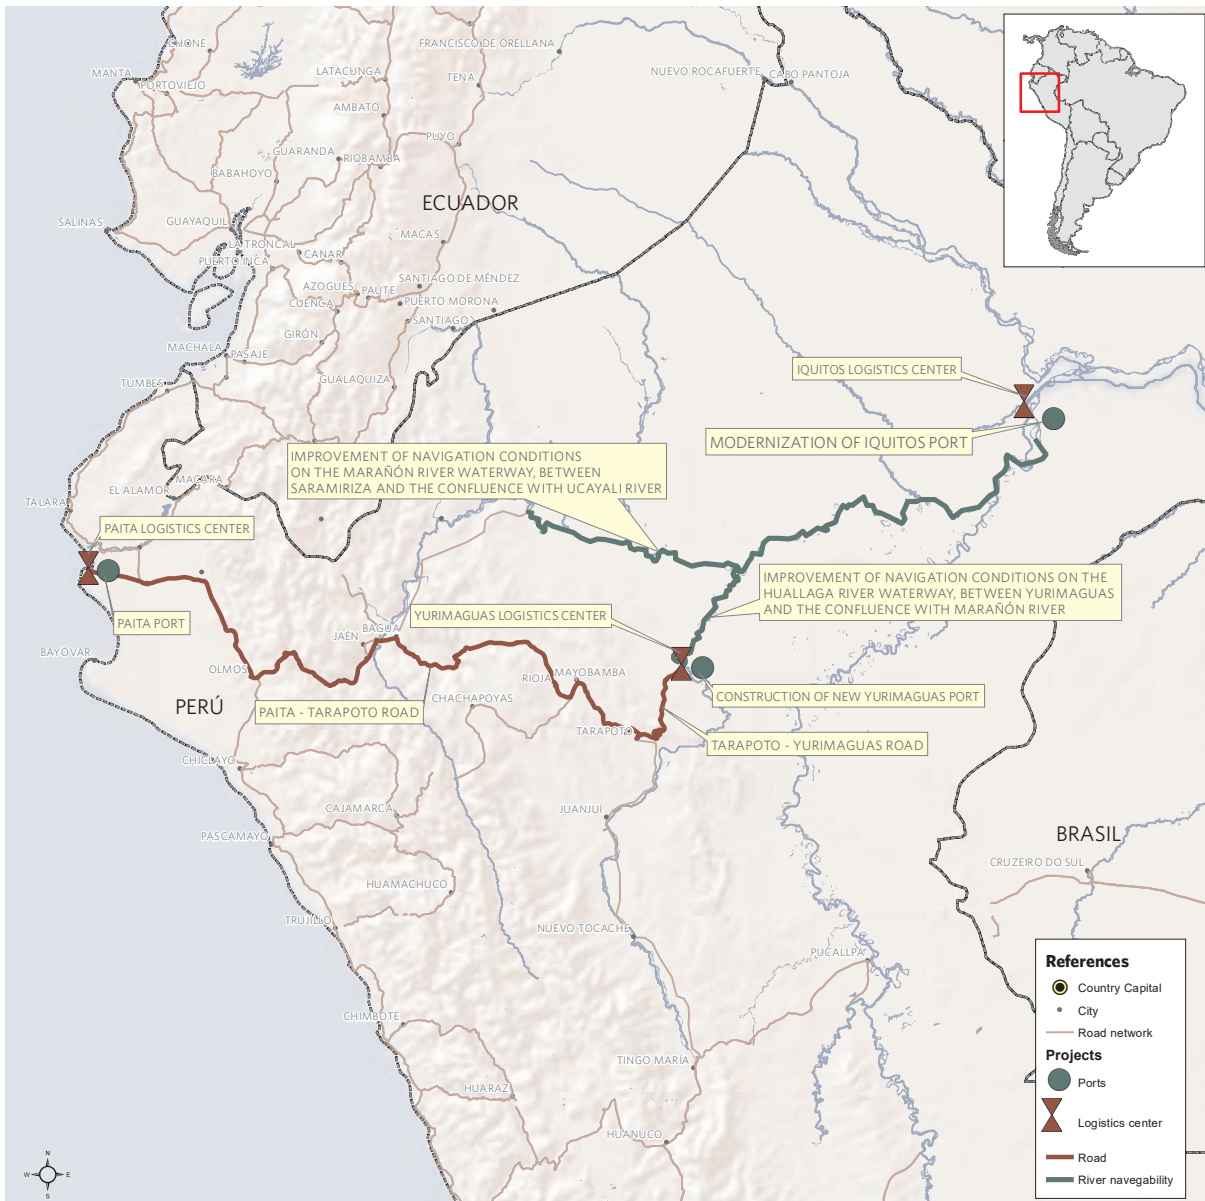 CHONE
FRANCISCO DE ORELLANA
MANTA
PORTOVIEJO
LATACUNGA
TENA
NUEVO ROCAFUERTE
CABO PANTOJA
AMBATO
PUYO
GUARANDA
RIOBAMBA
BABAHOYO
ECUADOR
SALINAS
GUAYAQUIL
MACAS
LA TRONCAL
PUERTO INCA
CAÑAR
AZOGUES
PAUTE
SANTIAGO DE MÉNDEZ
CUENCA
PUERTO MORONA
SANTIAGO
GIRÓN
MACHALA
PASAJE
TUMBES
GUALAQUIZA
IQUITOS LOGISTICS CENTER
MODERNIZATION OF IQUITOS PORT
IMPROVEMENT OF NAVIGATION CONDITIONS
ON THE MARAÑÓN RIVER WATERWAY, BETWEEN
SARAMIRIZA AND THE CONFLUENCE WITH UCAYALI RIVER
MACARA
EL ALAMOR
TALARA
PAITA LOGISTICS CENTER
PAITA PORT
IMPROVEMENT OF NAVIGATION CONDITIONS ON THE
HUALLAGA RIVER WATERWAY, BETWEEN YURIMAGUAS
AND THE CONFLUENCE WITH MARAÑÓN RIVER
YURIMAGUAS LOGISTICS CENTER
BAGUA
JAÉN
BAYÓVAR
OLMOS
RIOJA
MAYOBAMBA
CHACHAPOYAS
CONSTRUCTION OF NEW YURIMAGUAS PORT
PERÚ
PAITA - TARAPOTO ROAD
TARAPOTO
TARAPOTO - YURIMAGUAS ROAD
CHICLAYO
CAJAMARCA
JUANJUÍ
PASCAMAYO
BRASIL
CRUZEIRO DO SUL
HUAMACHUCO
TRUJILLO
NUEVO TOCACHE
PUCALLPA
CHIMBOTE
TINGO MARÍA
HUARAZ
HUANUCO
References
Country Capital
City
Road network
Projects
Ports
Logistics center
Road
River navegability
N
W
E
S